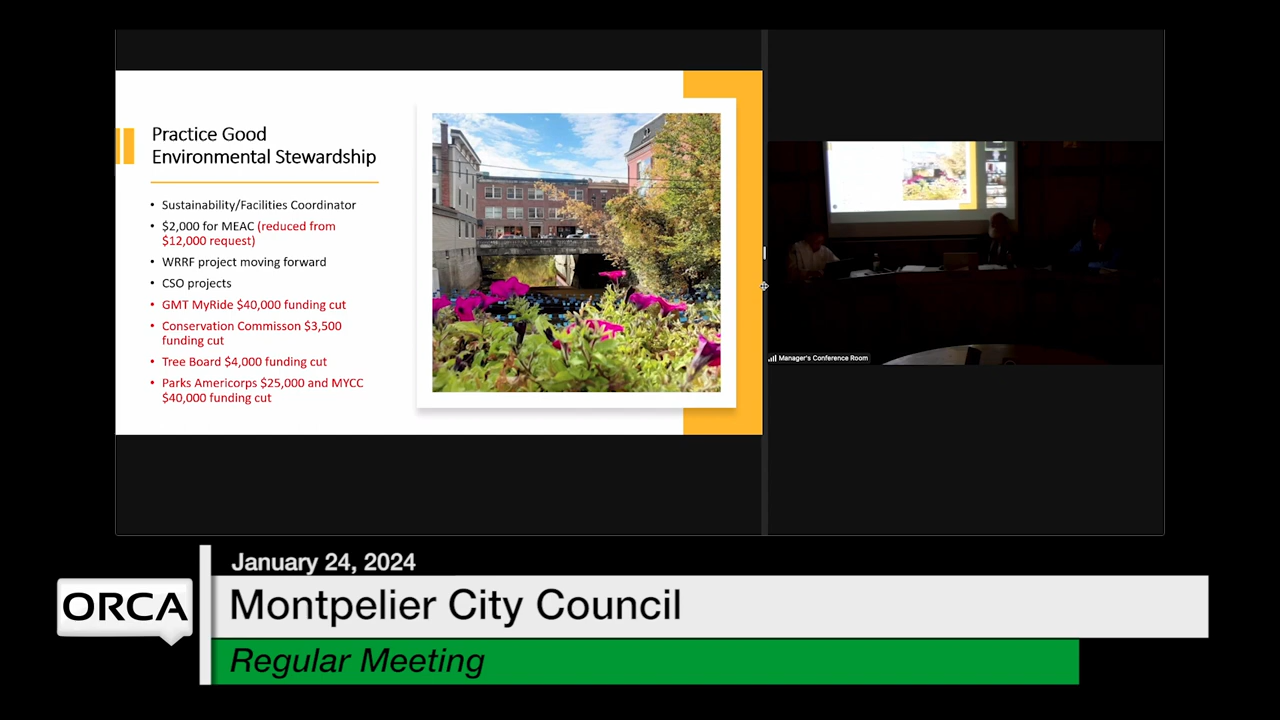 Practice Good
Environmental Stewardship
• Sustainability/Facilities Coordinator
• $2,000 for MEAC (reduced from
$12,000 request)
• WRRF project moving forward
• CSO projects
• GMT MyRide $40,000 funding cut
• Conservation Commisson $3,500
funding cut
• Tree Board $4,000 funding cut
• Parks Americorps $25,000 and MYCC
$40,000 funding cut
Manager's Conference Room
January 24, 2024
ORCA
Montpelier City Council
Regular Meeting